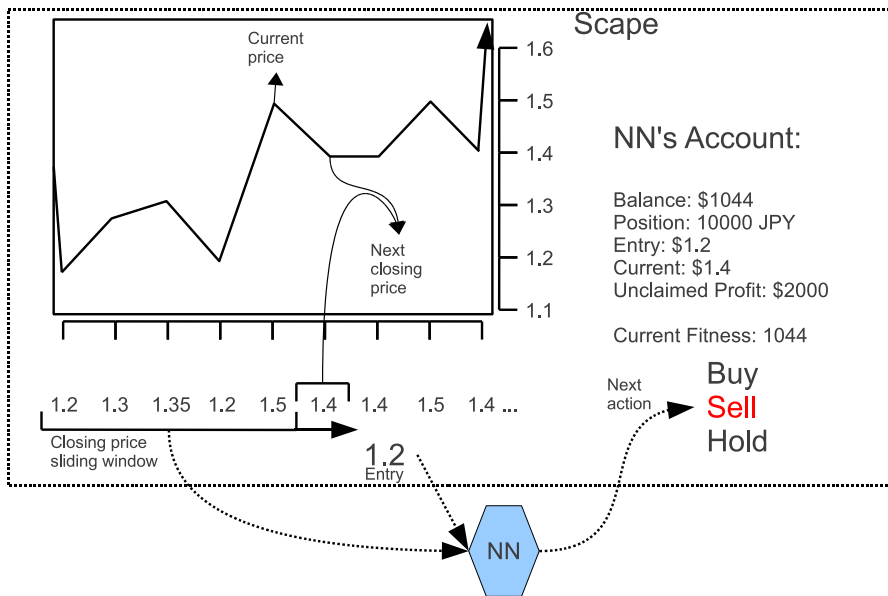 Scape
Current
price
1.6
1.5
1.4
1.3
1.2
1.1
Next
closing
price
NN's Account:
Balance: $1044
Position: 10000 JPY
Entry: $1.2
Current: $1.4
Unclaimed Profit: $2000
Current Fitness: 1044
1.2 1.3 1.35 1.2 1.5 1.4 1.4 1.5 1.4 ...
Closing price
sliding window
1.2
Entry
Next
action
Buy
Sell
Hold
NN